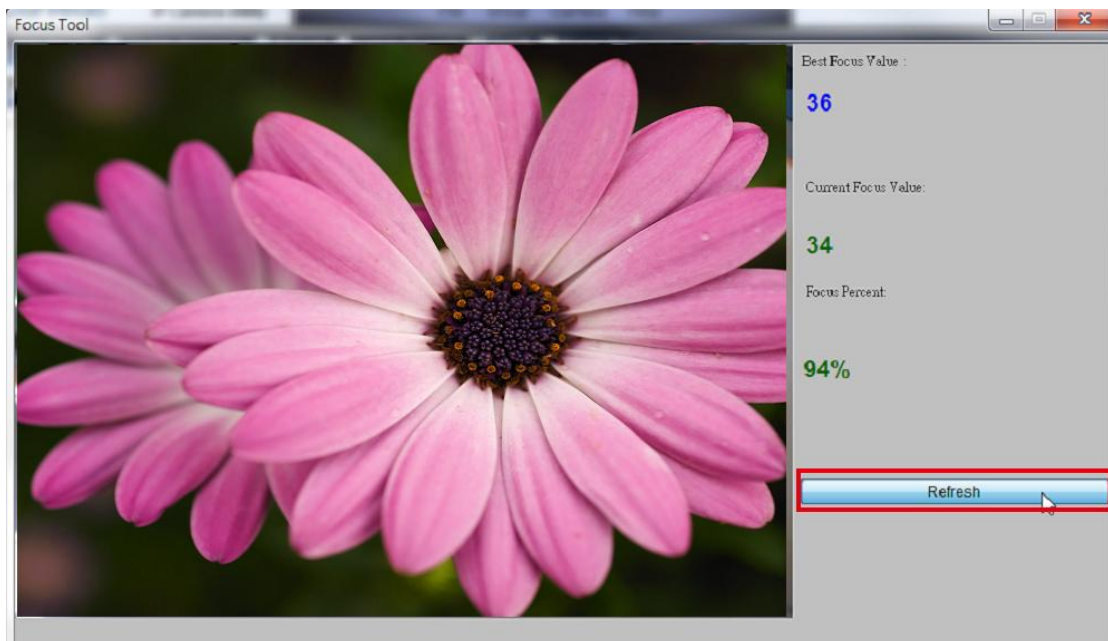 Focus Tool
Best Focus Value :
36
Current Focus Value:
34
Focus Percent:
94%
Refresh